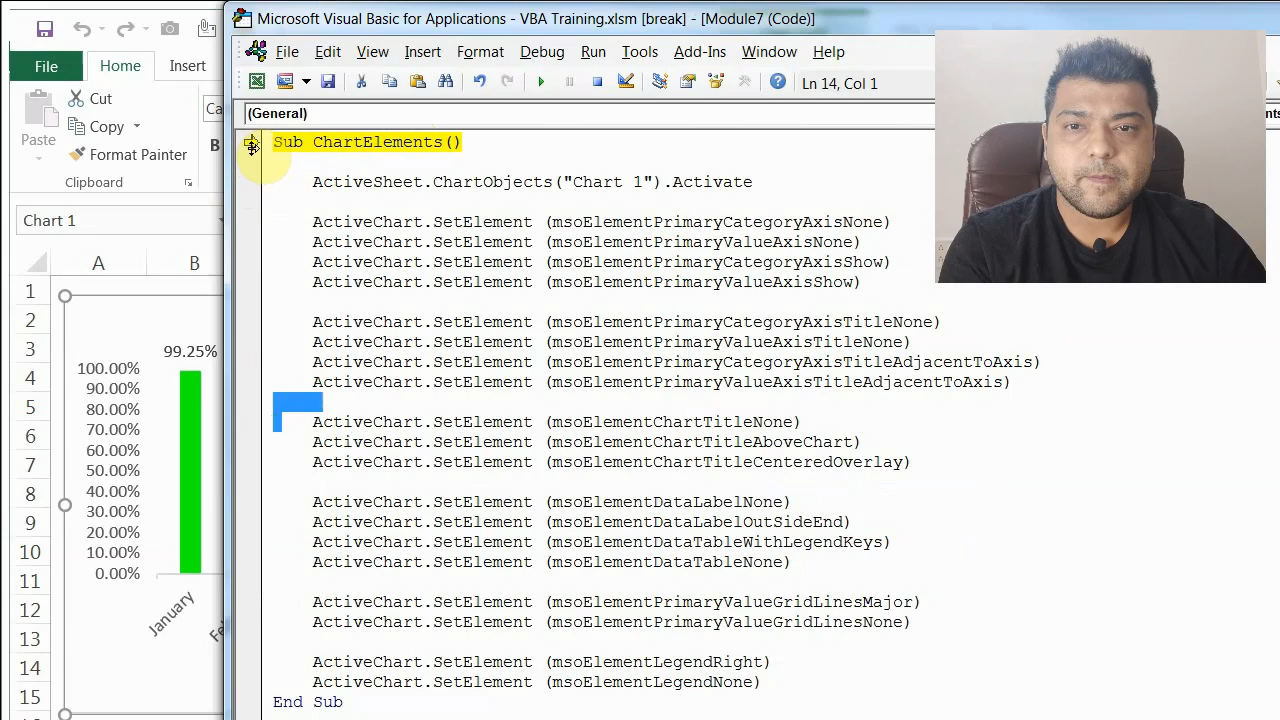 Microsoft Visual Basic for Applications - VBA Training.xlsm [break] - [Module7 (Code)]
File Edit View Insert Format Debug Run Tools Add-Ins Window Help
Ln 14, Col 1
(General)
File Home Insert
Cut
Copy
Format Painter
Paste
Clipboard
Ca
B
Chart 1
A B
1
2
3
4
5
6
7
8
9
10
11
12
13
14
15
99.25%
100.00%
90.00%
80.00%
70.00%
60.00%
50.00%
40.00%
30.00%
20.00%
10.00%
0.00%
January
Fe
Sub ChartElements()
ActiveSheet.ChartObjects("Chart 1").Activate
ActiveChart.SetElement (msoElementPrimaryCategoryAxisNone)
ActiveChart.SetElement (msoElementPrimaryValueAxisNone)
ActiveChart.SetElement (msoElementPrimaryCategoryAxisShow)
ActiveChart.SetElement (msoElementPrimaryValueAxisShow)
ActiveChart.SetElement (msoElementPrimaryCategoryAxisTitleNone)
ActiveChart.SetElement (msoElementPrimaryValueAxisTitleNone)
ActiveChart.SetElement (msoElementPrimaryCategoryAxisTitleAdjacentToAxis)
ActiveChart.SetElement (msoElementPrimaryValueAxisTitleAdjacentToAxis)
ActiveChart.SetElement (msoElementChartTitleNone)
ActiveChart.SetElement (msoElementChartTitleAboveChart)
ActiveChart.SetElement (msoElementChartTitleCenteredOverlay)
ActiveChart.SetElement (msoElementDataLabelNone)
ActiveChart.SetElement (msoElementDataLabelOutSideEnd)
ActiveChart.SetElement (msoElementDataTableWithLegendKeys)
ActiveChart.SetElement (msoElementDataTableNone)
ActiveChart.SetElement (msoElementPrimaryValueGridLinesMajor)
ActiveChart.SetElement (msoElementPrimaryValueGridLinesNone)
ActiveChart.SetElement (msoElementLegendRight)
ActiveChart.SetElement (msoElementLegendNone)
End Sub